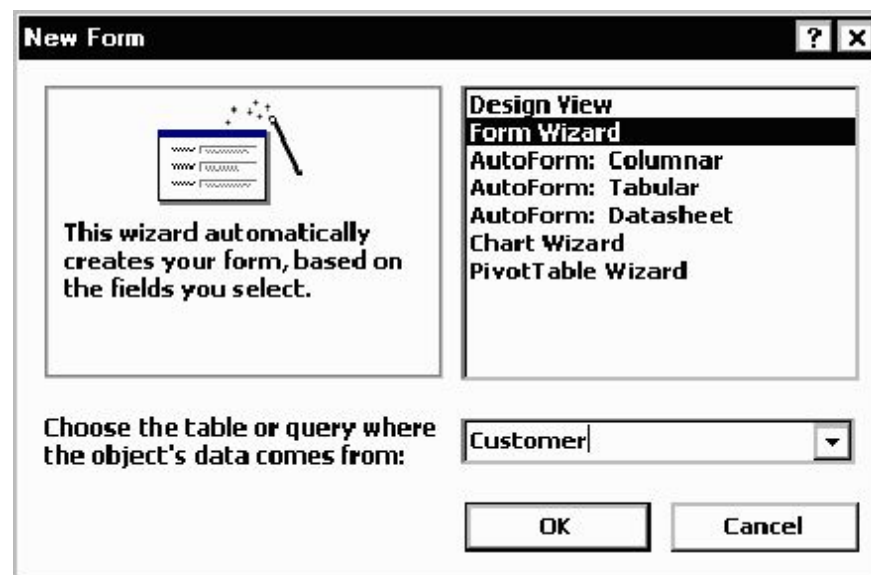 New Form
This wizard automatically
creates your form, based on
the fields you select.
Design View
Form Wizard
AutoForm: Columnar
AutoForm: Tabular
AutoForm: Datasheet
Chart Wizard
PivotTable Wizard
Choose the table or query where
the object's data comes from:
Customer
OK
Cancel